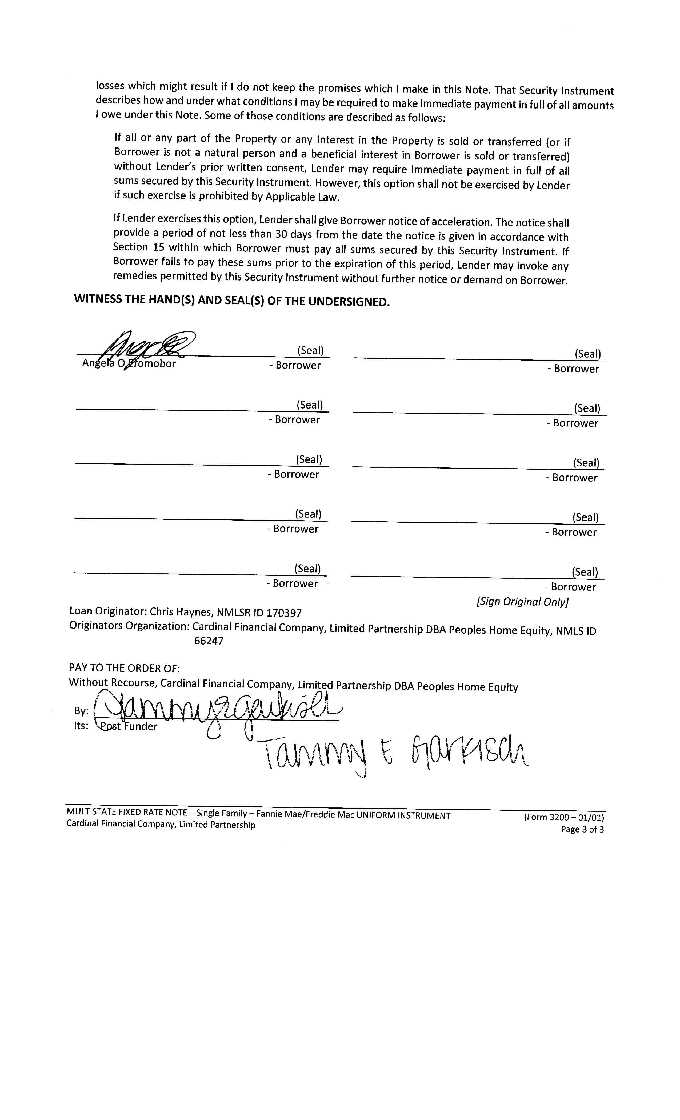 losses which might result if I do not keep the promises which I make in this Note. That Security Instrument
describes how and under what conditions I may be required to make immediate payment in full of all amounts
I owe under this Note. Some of those conditions are described as follows:
If all or any part of the Property or any Interest in the Property is sold or transferred (or if
Borrower is not a natural person and a beneficial interest in Borrower is sold or transferred)
without Lender's prior written consent, Lender may require immediate payment in full of all
sums secured by this Security Instrument. However, this option shall not be exercised by Lender
if such exercise is prohibited by Applicable Law.
If Lender exercises this option, Lender shall give Borrower notice of acceleration. The notice shall
provide a period of not less than 30 days from the date the notice is given in accordance with
Section 15 within which Borrower must pay all sums secured by this Security Instrument. If
Borrower fails to pay these sums prior to the expiration of this period, Lender may invoke any
remedies permitted by this Security Instrument without further notice or demand on Borrower.
WITNESS THE HAND(S) AND SEAL(S) OF THE UNDERSIGNED.
(Seal) (Seal)
Angela O - Borrower - Borrower
(Seal) (Seal)
- Borrower - Borrower
(Seal) (Seal)
- Borrower - Borrower
(Seal) (Seal)
- Borrower - Borrower
(Seal) (Seal)
- Borrower Borrower
[Sign Original Only]
Loan Originator: Chris Haynes, NMLSR ID 170397
Originators Organization: Cardinal Financial Company, Limited Partnership DBA Peoples Home Equity, NMLS ID
66247
PAY TO THE ORDER OF:
Without Recourse, Cardinal Financial Company, Limited Partnership DBA Peoples Home Equity
By:
Its: Post Funder
Tammy E Garrison
MULTISTATE FIXED RATE NOTE Single Family – Fannie Mae/Freddie Mac UNIFORM INSTRUMENT (Form 3200 – 01/01)
Cardinal Financial Company, Limited Partnership Page 3 of 3